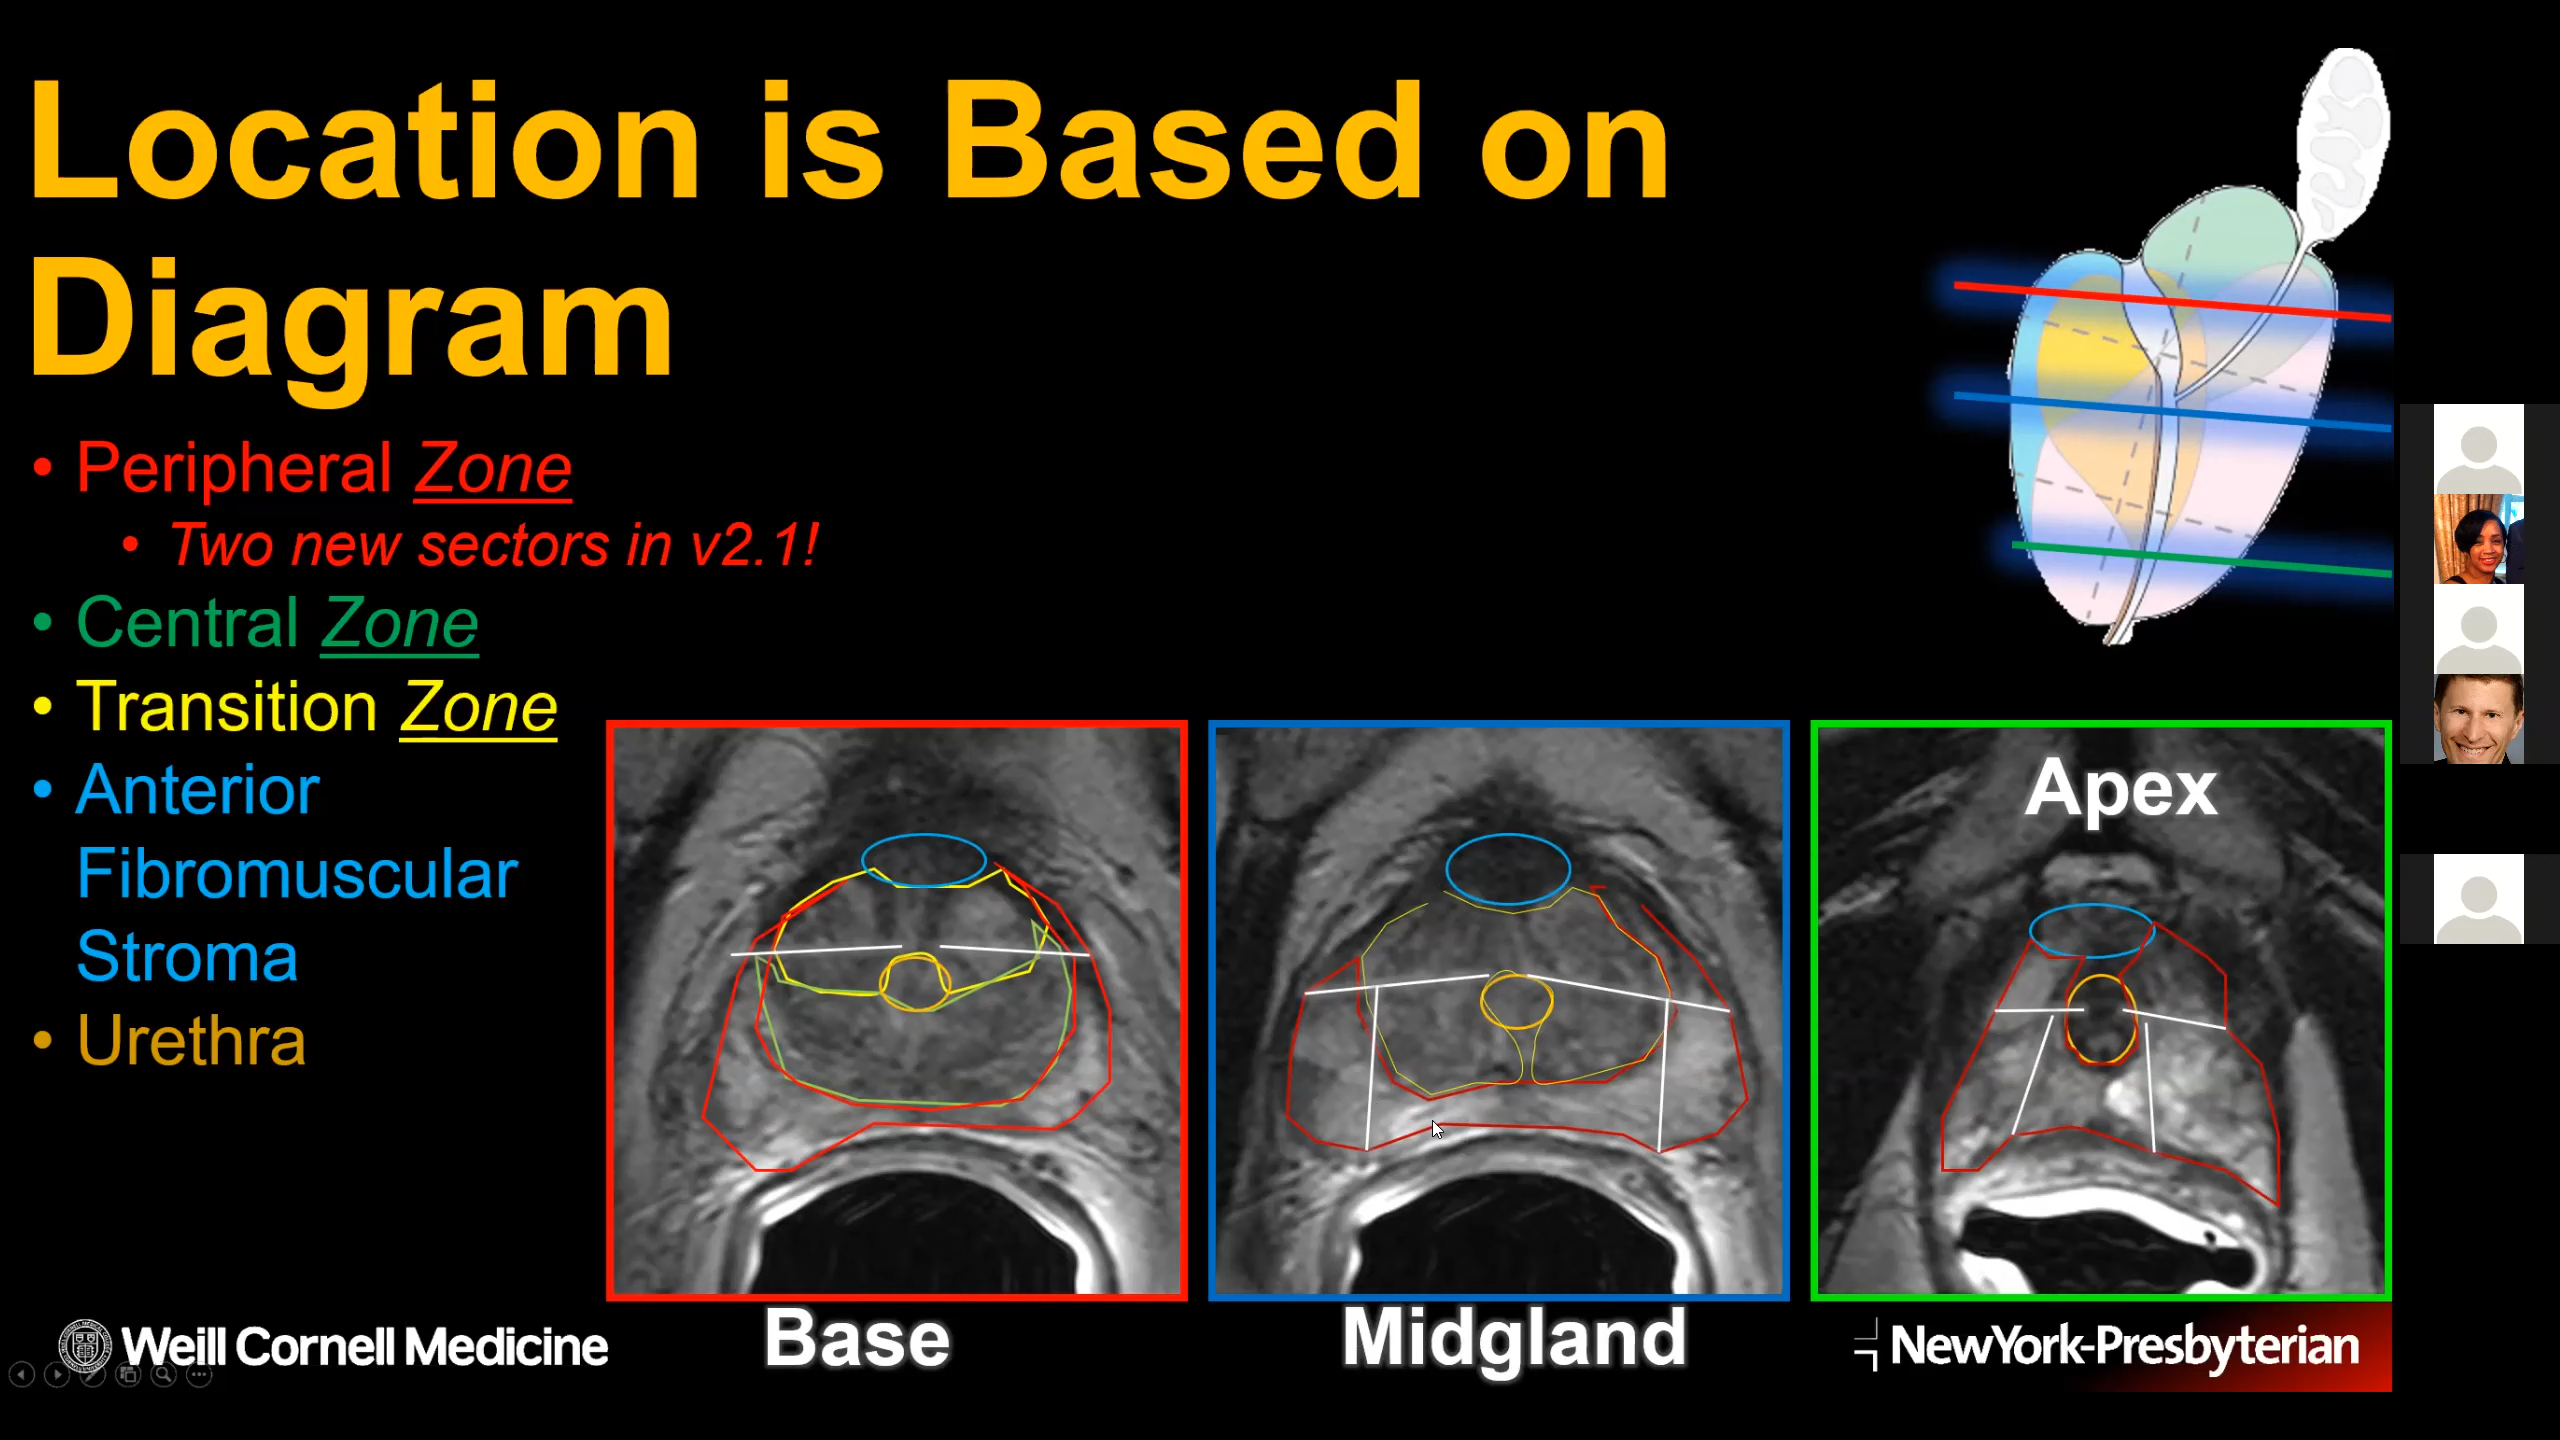 Location is Based on
Diagram
• Peripheral Zone
• Two new sectors in v2.1!
• Central Zone
• Transition Zone
• Anterior
Fibromuscular
Stroma
• Urethra
Apex
Base
Midgland
Weill Cornell Medicine
NewYork-Presbyterian